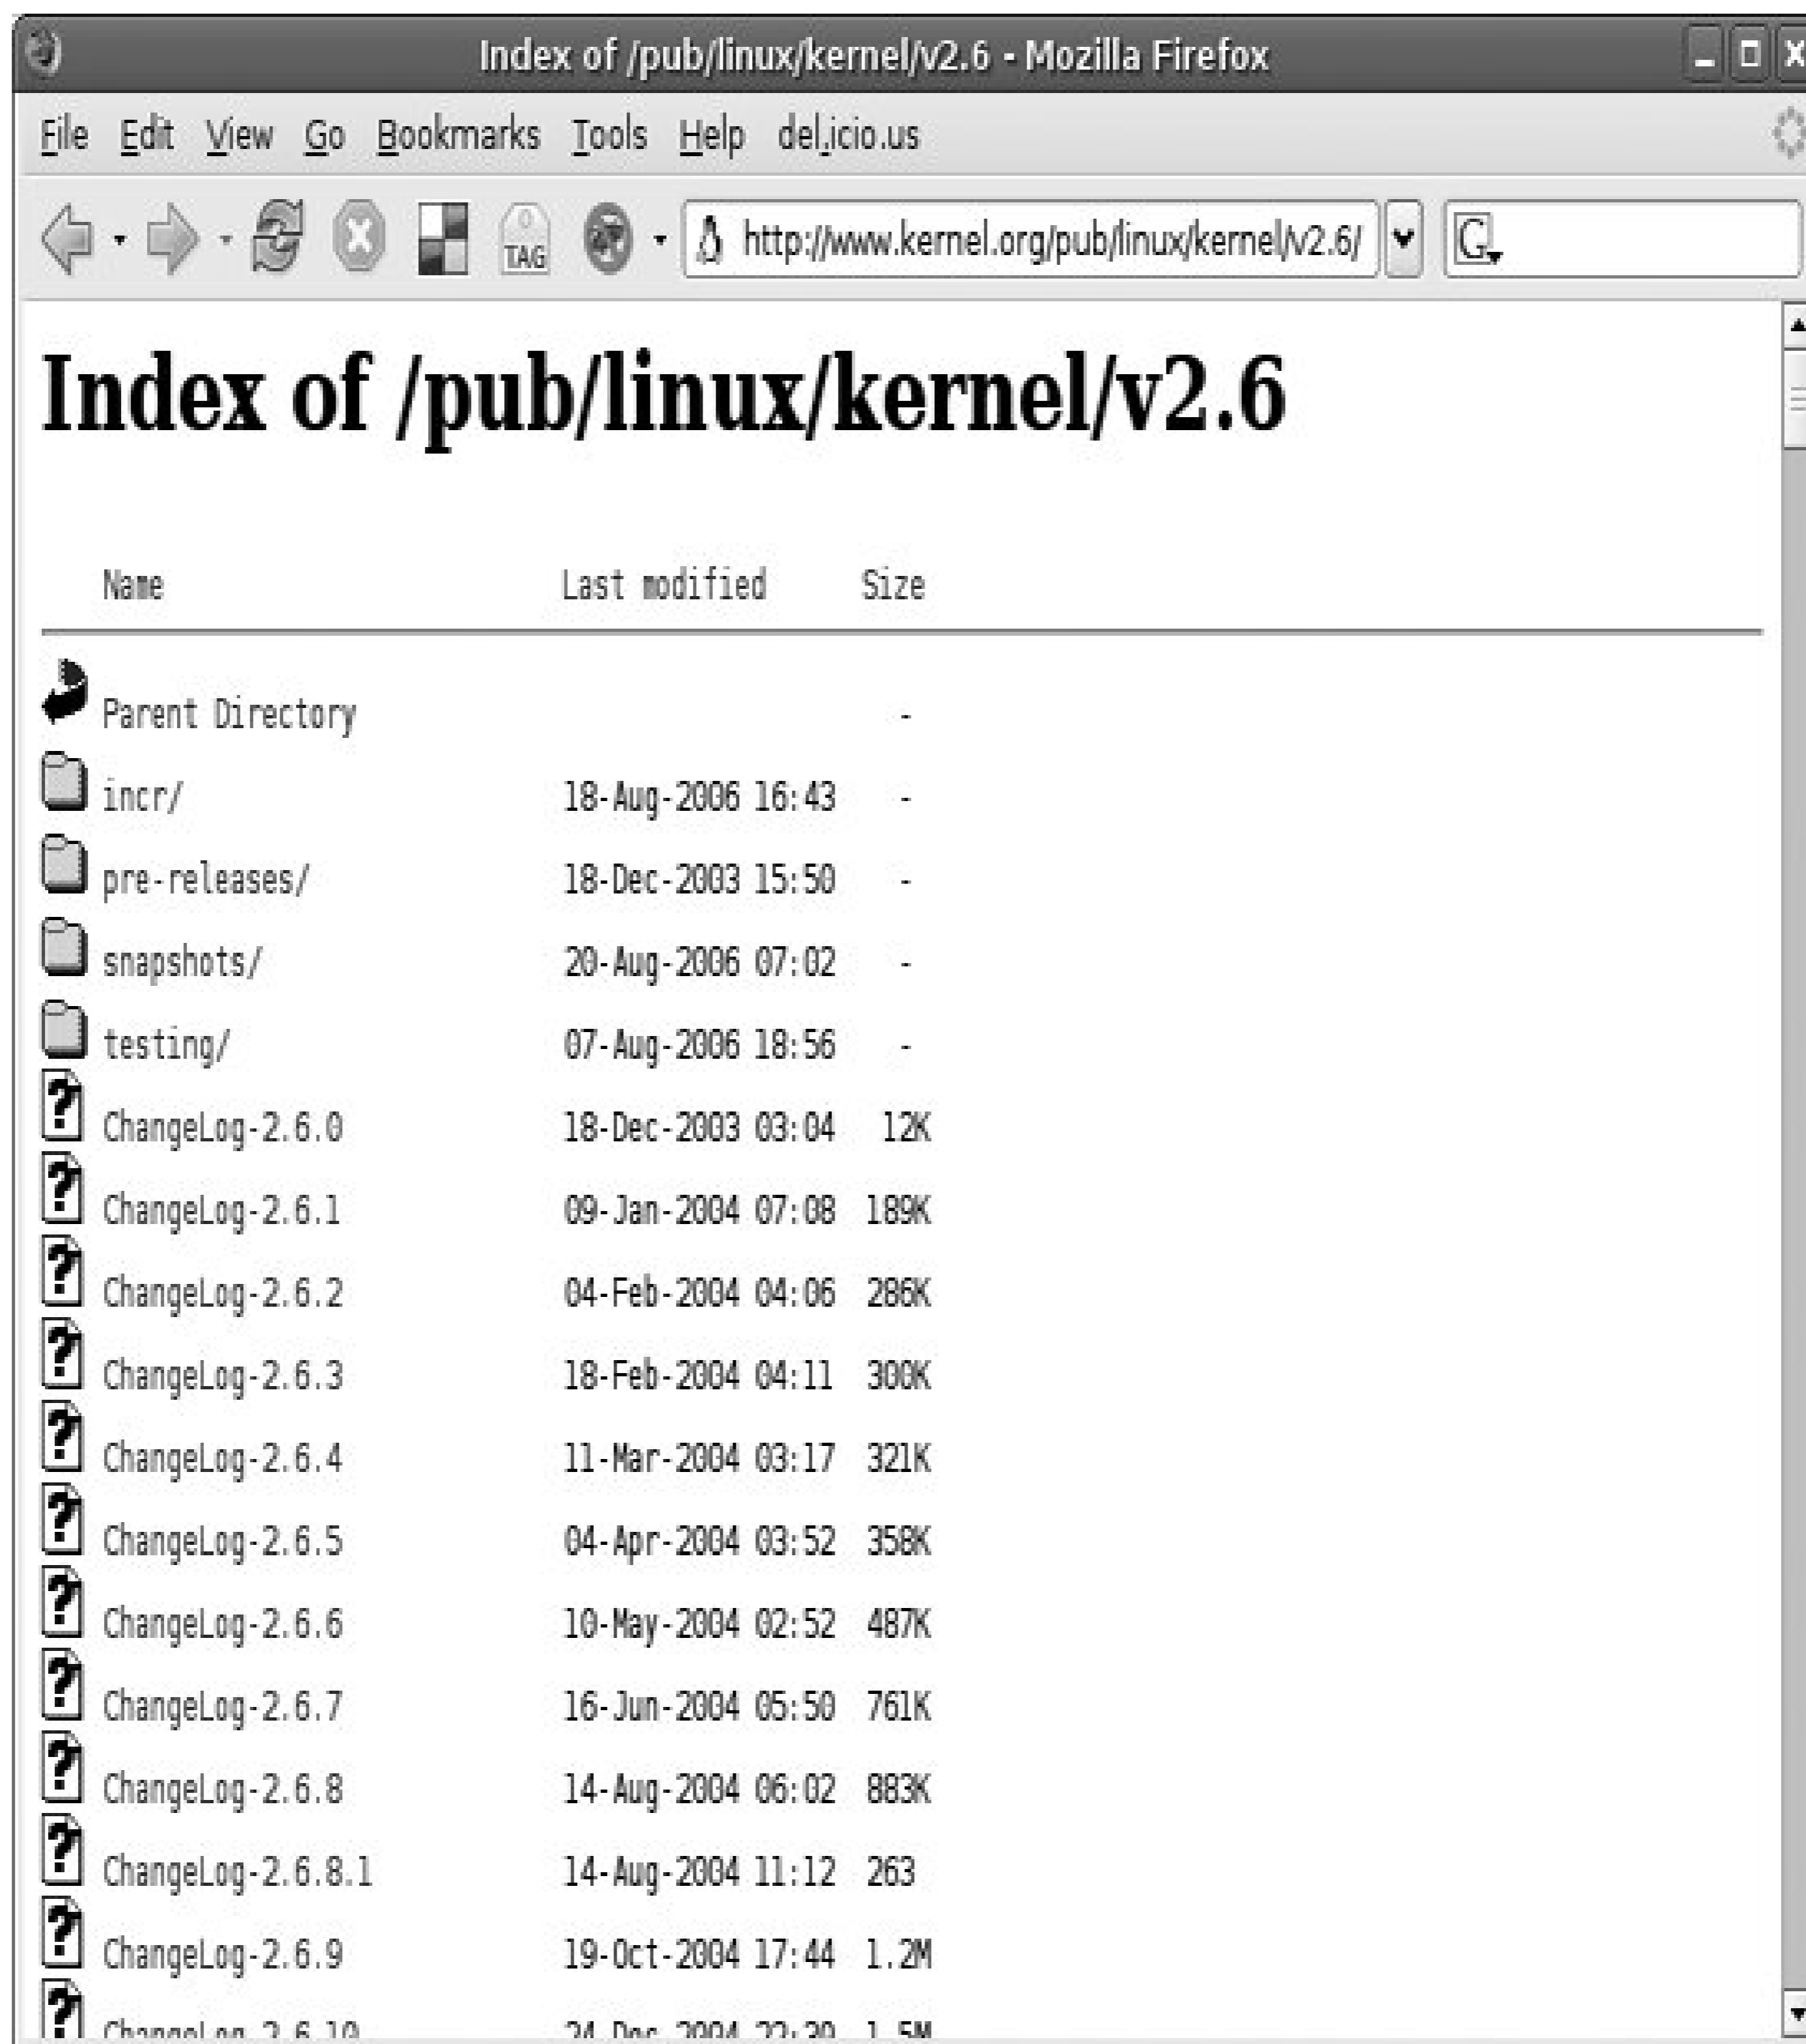 Index of /pub/linux/kernel/v2.6 - Mozilla Firefox
File Edit View Go Bookmarks Tools Help del.icio.us
TAG http://www.kernel.org/pub/linux/kernel/v2.6/ G
Index of /pub/linux/kernel/v2.6
Name Last modified Size
Parent Directory -
incr/ 18-Aug-2006 16:43 -
pre-releases/ 18-Dec-2003 15:50 -
snapshots/ 20-Aug-2006 07:02 -
testing/ 07-Aug-2006 18:56 -
ChangeLog-2.6.0 18-Dec-2003 03:04 12K
ChangeLog-2.6.1 09-Jan-2004 07:08 189K
ChangeLog-2.6.2 04-Feb-2004 04:06 286K
ChangeLog-2.6.3 18-Feb-2004 04:11 300K
ChangeLog-2.6.4 11-Mar-2004 03:17 321K
ChangeLog-2.6.5 04-Apr-2004 03:52 358K
ChangeLog-2.6.6 10-May-2004 02:52 487K
ChangeLog-2.6.7 16-Jun-2004 05:50 761K
ChangeLog-2.6.8 14-Aug-2004 06:02 883K
ChangeLog-2.6.8.1 14-Aug-2004 11:12 263
ChangeLog-2.6.9 19-Oct-2004 17:44 1.2M
ChangeLog-2.6.10 24-Dec-2004 1.5M